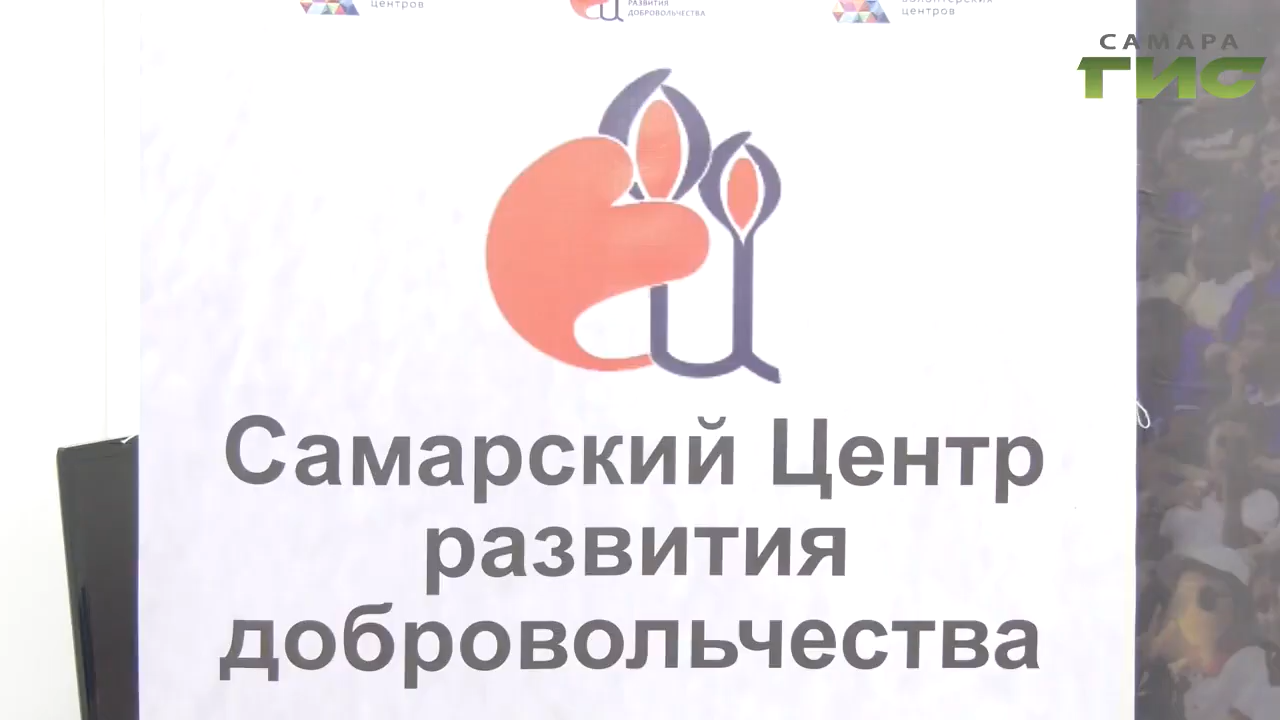 центров
РАЗВИТИЯ
ДОБРОВОЛЬЧЕСТВА
центров
САМАРА
ГИС
Самарский Центр
развития
добровольчества